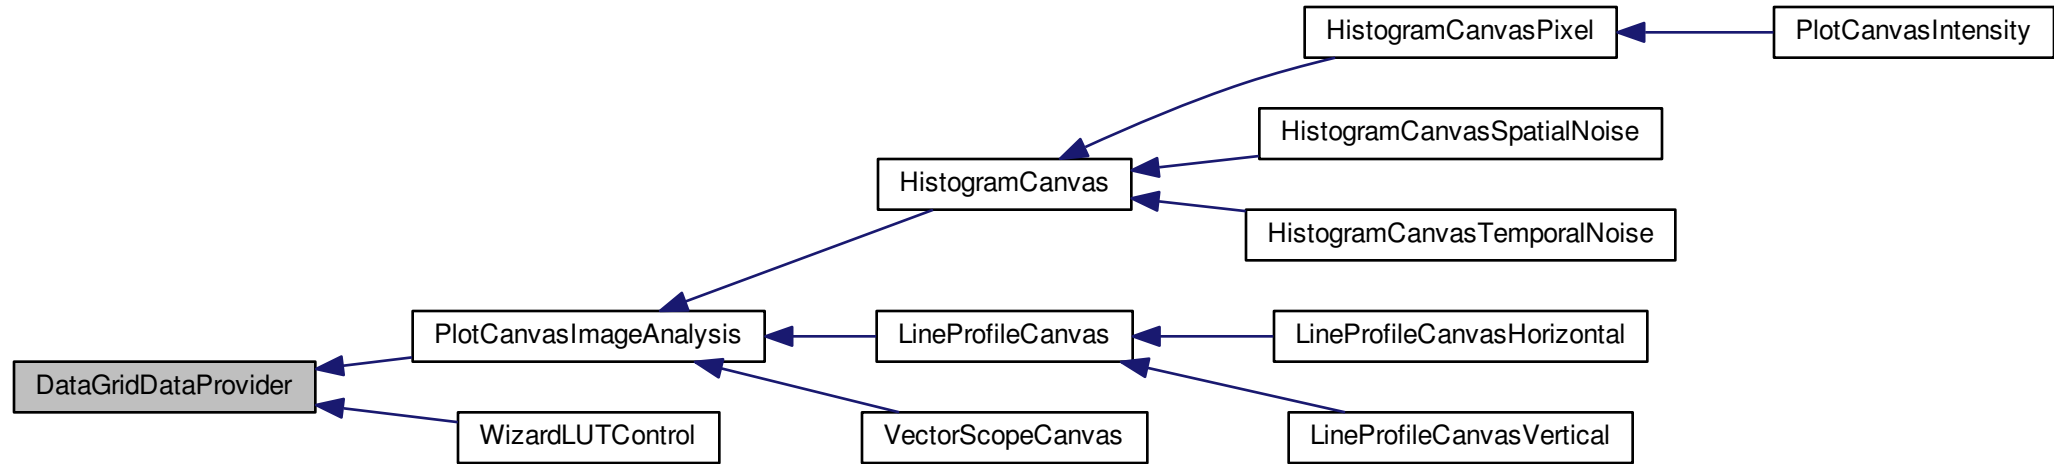 HistogramCanvasPixel
PlotCanvasIntensity
HistogramCanvasSpatialNoise
HistogramCanvas
HistogramCanvasTemporalNoise
PlotCanvasImageAnalysis
LineProfileCanvas
LineProfileCanvasHorizontal
DataGridDataProvider
WizardLUTControl
VectorScopeCanvas
LineProfileCanvasVertical